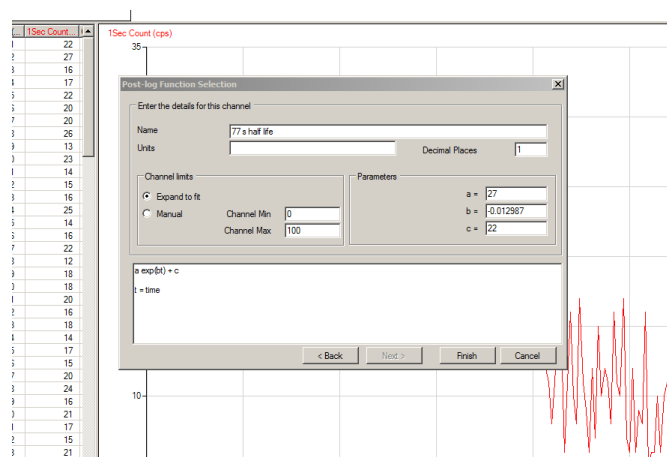 1Sec Count...
1Sec Count (cps)
22
27
16
17
22
20
20
26
13
23
14
15
16
25
14
16
22
12
18
18
20
16
18
14
17
15
20
24
16
21
17
15
21
35
10
Post-log Function Selection
Enter the details for this channel
Name
77 s half life
Units
Decimal Places
1
Channel limits
Expand to fit
Manual
Channel Min
0
Channel Max
100
Parameters
a = 27
b = -0.012987
c = 22
a exp(bt) + c
t = time
< Back
Next >
Finish
Cancel